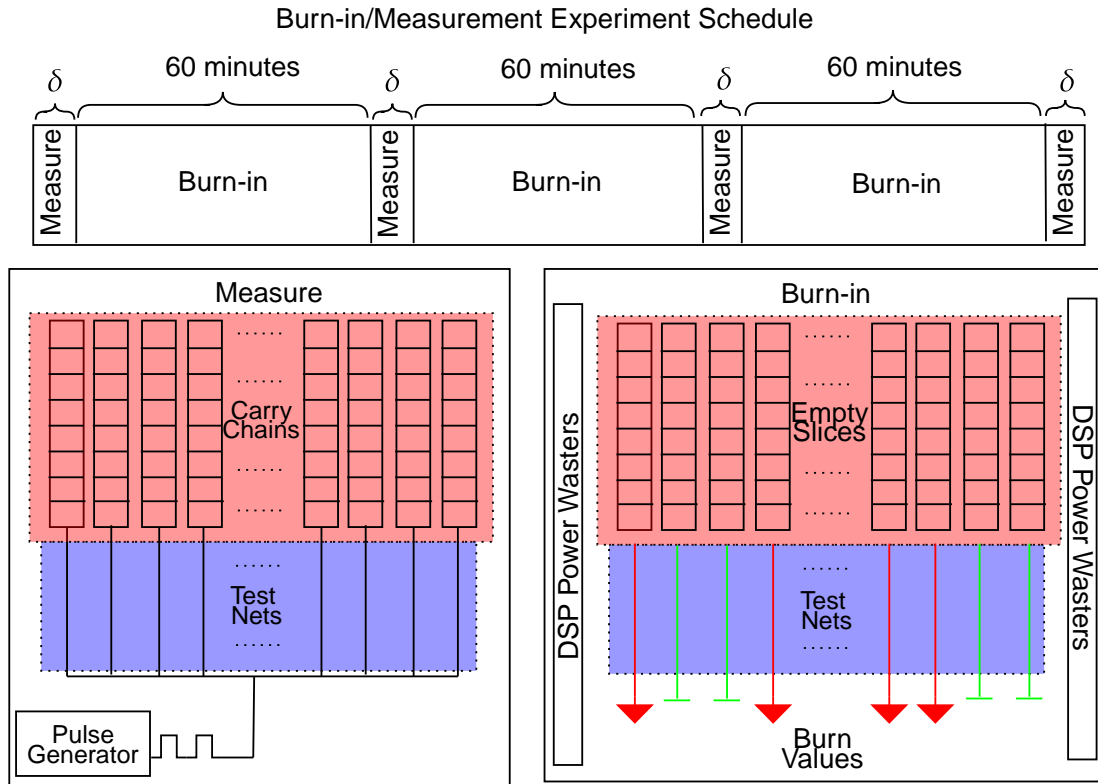 Burn-in/Measurement Experiment Schedule
δ 60 minutes δ 60 minutes δ 60 minutes δ
Measure Burn-in Measure Burn-in Measure Burn-in Measure
Measure
......
......
Carry
Chains
......
......
......
Test
Nets
......
Pulse
Generator
Burn-in
DSP Power Wasters
......
......
Empty
Slices
......
......
......
Test
Nets
......
DSP Power Wasters
Burn
Values